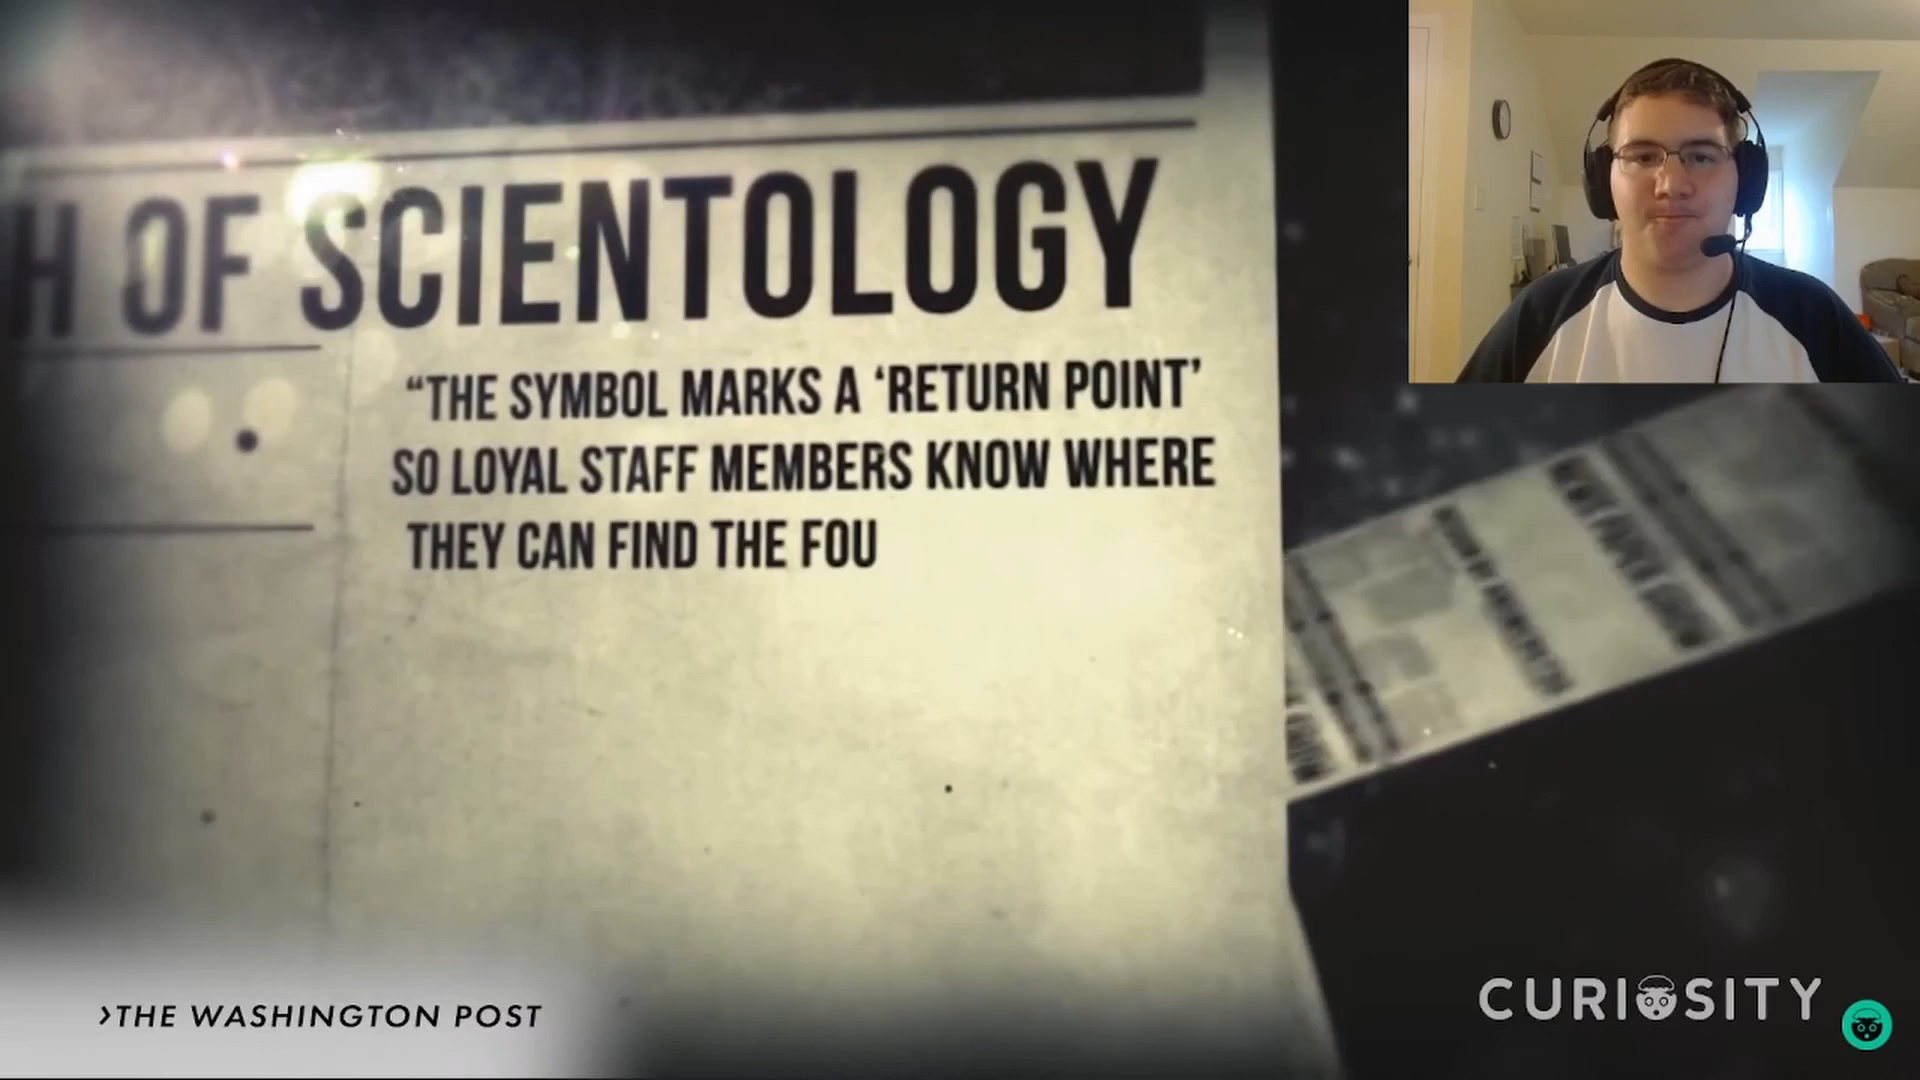 H OF SCIENTOLOGY
“THE SYMBOL MARKS A ‘RETURN POINT’
SO LOYAL STAFF MEMBERS KNOW WHERE
THEY CAN FIND THE FOU
›THE WASHINGTON POST
CURIOSITY